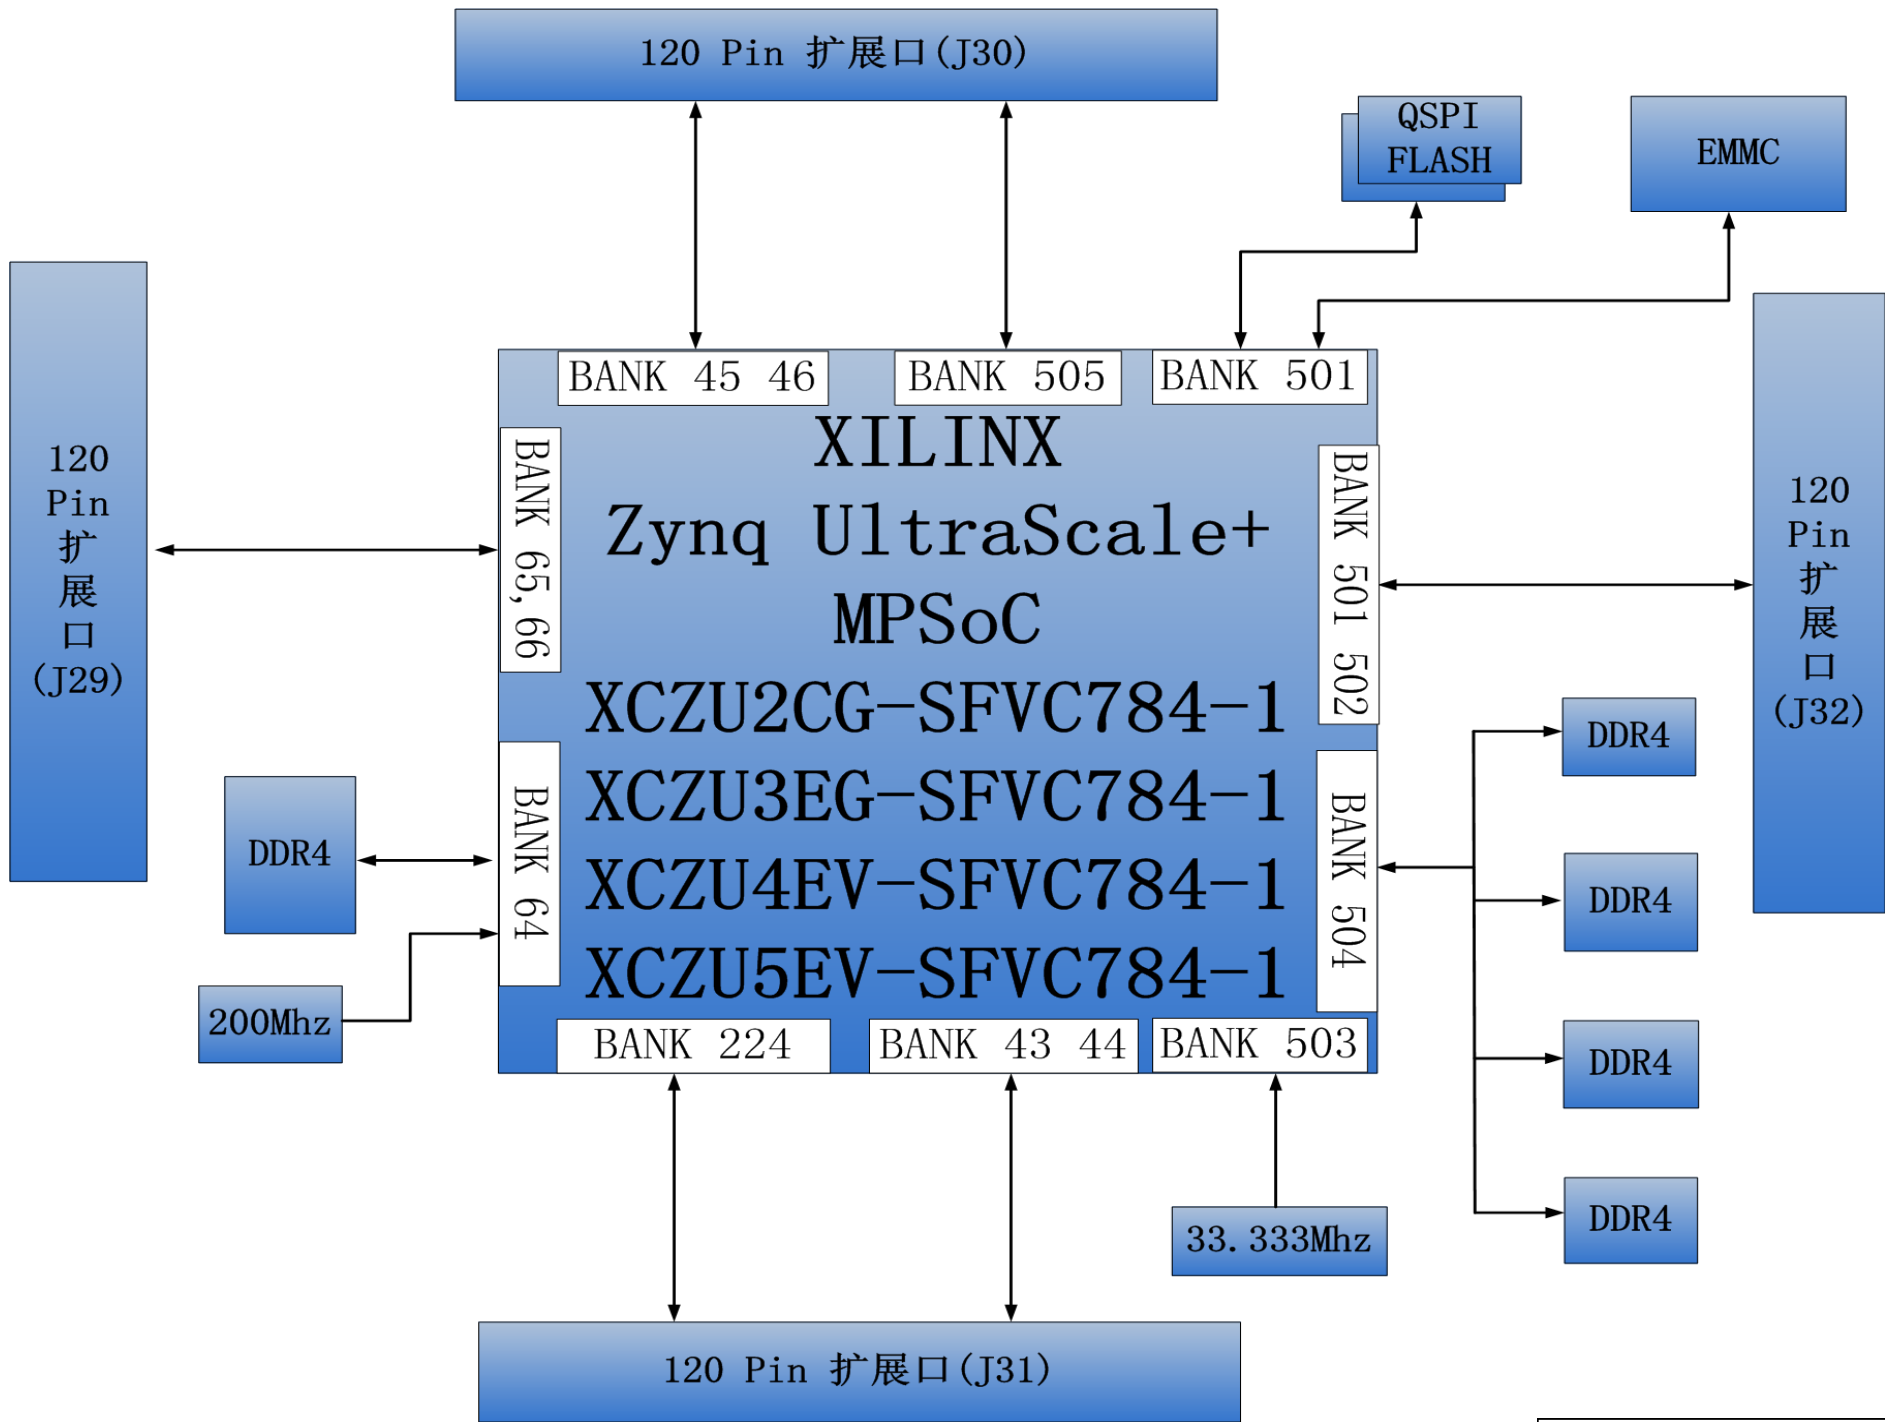 120 Pin 扩展口(J30)
QSPI
FLASH
EMMC
BANK 45 46
BANK 505
BANK 501
120
Pin
扩
展
口
(J29)
BANK 65,66
XILINX
Zynq UltraScale+
MPSoC
XCZU2CG-SFVC784-1
XCZU3EG-SFVC784-1
XCZU4EV-SFVC784-1
XCZU5EV-SFVC784-1
BANK 501 502
120
Pin
扩
展
口
(J32)
DDR4
BANK 64
200Mhz
BANK 504
DDR4
DDR4
DDR4
DDR4
BANK 224
BANK 43 44
BANK 503
33.333Mhz
120 Pin 扩展口(J31)